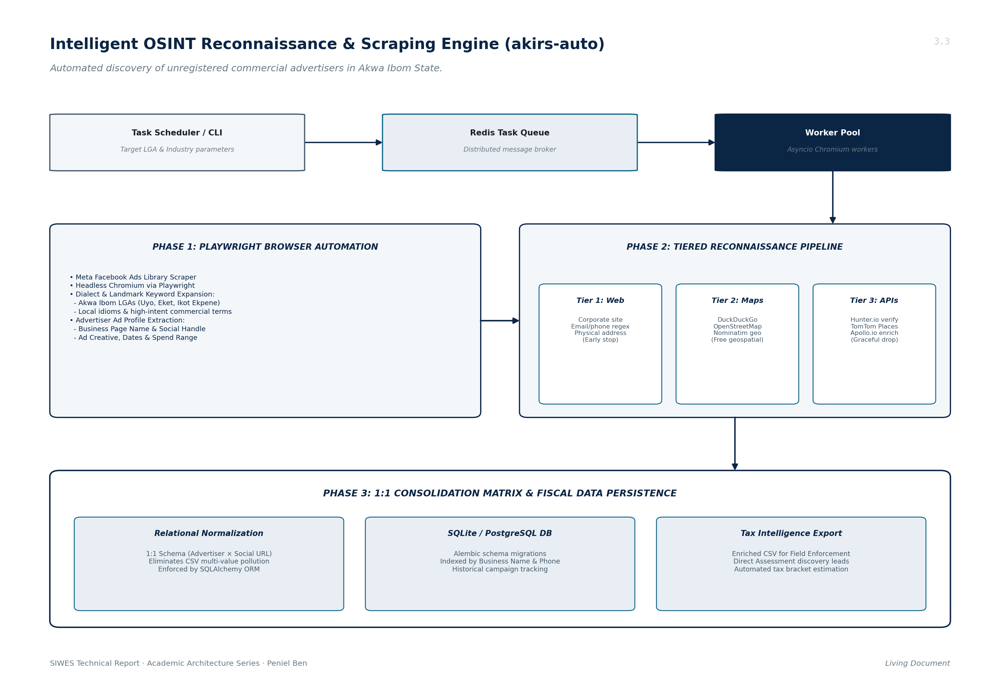 Intelligent OSINT Reconnaissance & Scraping Engine (akirs-auto)
3.3
Automated discovery of unregistered commercial advertisers in Akwa Ibom State.
Task Scheduler / CLI
Target LGA & Industry parameters
Redis Task Queue
Distributed message broker
Worker Pool
Asyncio Chromium workers
PHASE 1: PLAYWRIGHT BROWSER AUTOMATION
• Meta Facebook Ads Library Scraper
• Headless Chromium via Playwright
• Dialect & Landmark Keyword Expansion:
- Akwa Ibom LGAs (Uyo, Eket, Ikot Ekpene)
- Local idioms & high-intent commercial terms
• Advertiser Ad Profile Extraction:
- Business Page Name & Social Handle
- Ad Creative, Dates & Spend Range
PHASE 2: TIERED RECONNAISSANCE PIPELINE
Tier 1: Web
Corporate site
Email/phone regex
Physical address
(Early stop)
Tier 2: Maps
DuckDuckGo
OpenStreetMap
Nominatim geo
(Free geospatial)
Tier 3: APIs
Hunter.io verify
TomTom Places
Apollo.io enrich
(Graceful drop)
PHASE 3: 1:1 CONSOLIDATION MATRIX & FISCAL DATA PERSISTENCE
Relational Normalization
1:1 Schema (Advertiser × Social URL)
Eliminates CSV multi-value pollution
Enforced by SQLAlchemy ORM
SQLite / PostgreSQL DB
Alembic schema migrations
Indexed by Business Name & Phone
Historical campaign tracking
Tax Intelligence Export
Enriched CSV for Field Enforcement
Direct Assessment discovery leads
Automated tax bracket estimation
SIWES Technical Report · Academic Architecture Series · Peniel Ben
Living Document